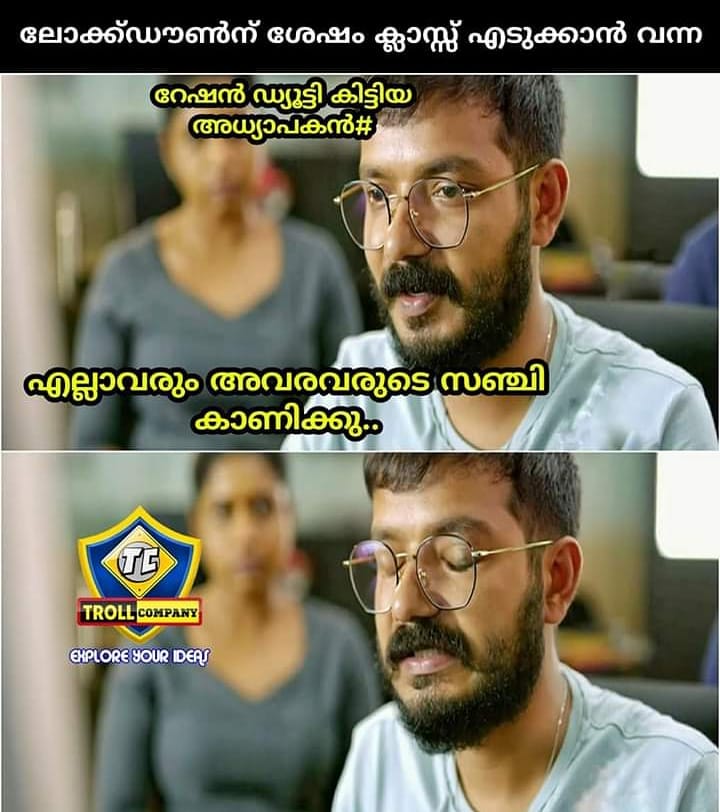 ലോക്ക്ഡൗൺന് ശേഷം ക്ലാസ്സ് എടുക്കാൻ വന്ന
റേഷൻ ഡ്യൂട്ടി കിട്ടിയ
അധ്യാപകൻ#
എല്ലാവരും അവരവരുടെ സഞ്ചി
കാണിക്കൂ..
TC
TROLL COMPANY
EXPLORE YOUR IDEAS